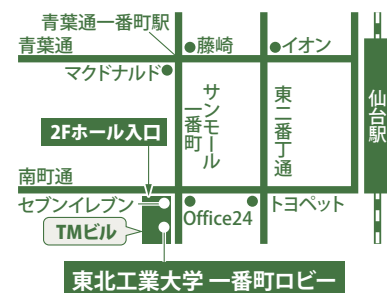 青葉通一番町駅
青葉通
●藤崎
●イオン
マクドナルド●
サンモール
一番町
東二番丁通
仙台駅
2Fホール入口
南町通
セブンイレブン
TMビル
Office24
トヨペット
東北工業大学 一番町ロビー